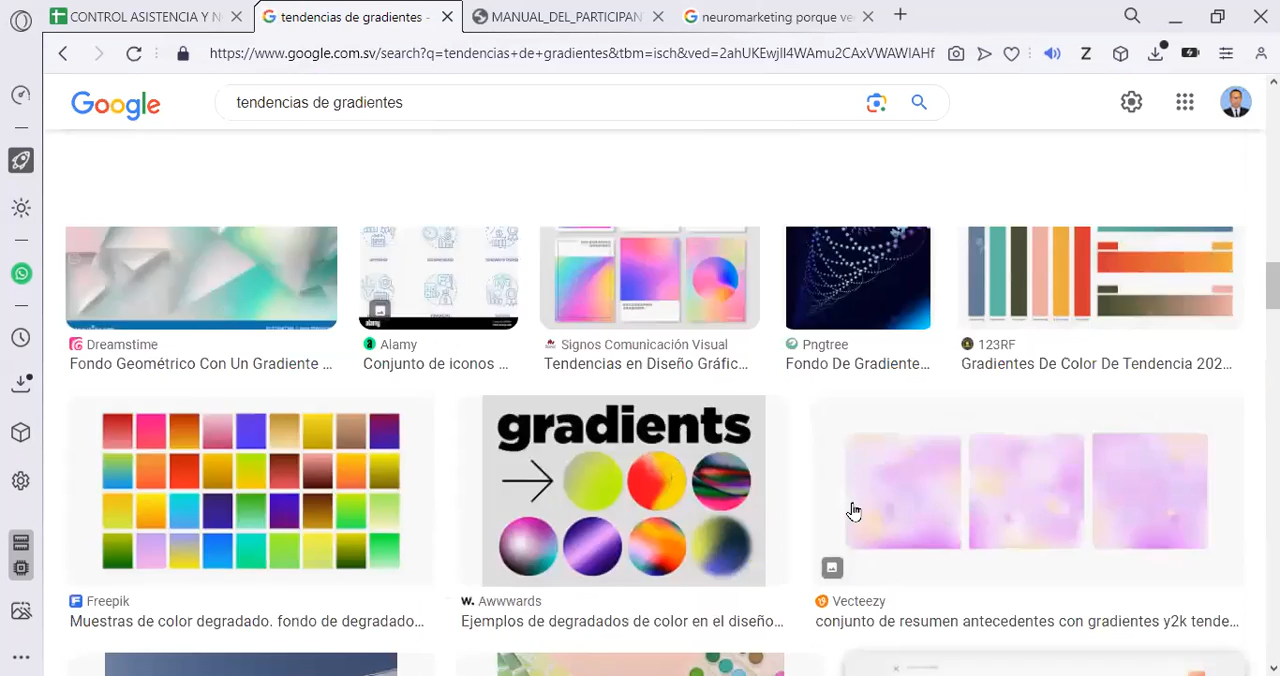 CONTROL ASISTENCIA Y N
tendencias de gradientes -
MANUAL_DEL_PARTICIPAN
neuromarketing porque ve
https://www.google.com.sv/search?q=tendencias+de+gradientes&tbm=isch&ved=2ahUKEwjIl4WAmu2CAxVWAWIAHf
Z
Google
tendencias de gradientes
alamy
Dreamstime
Alamy
Signos Comunicación Visual
Pngtree
123RF
Fondo Geométrico Con Un Gradiente ...
Conjunto de iconos ...
Tendencias en Diseño Gráfic...
Fondo De Gradiente...
Gradientes De Color De Tendencia 202...
gradients
Freepik
W. Awwwards
Vecteezy
Muestras de color degradado. fondo de degradado...
Ejemplos de degradados de color en el diseño...
conjunto de resumen antecedentes con gradientes y2k tende...